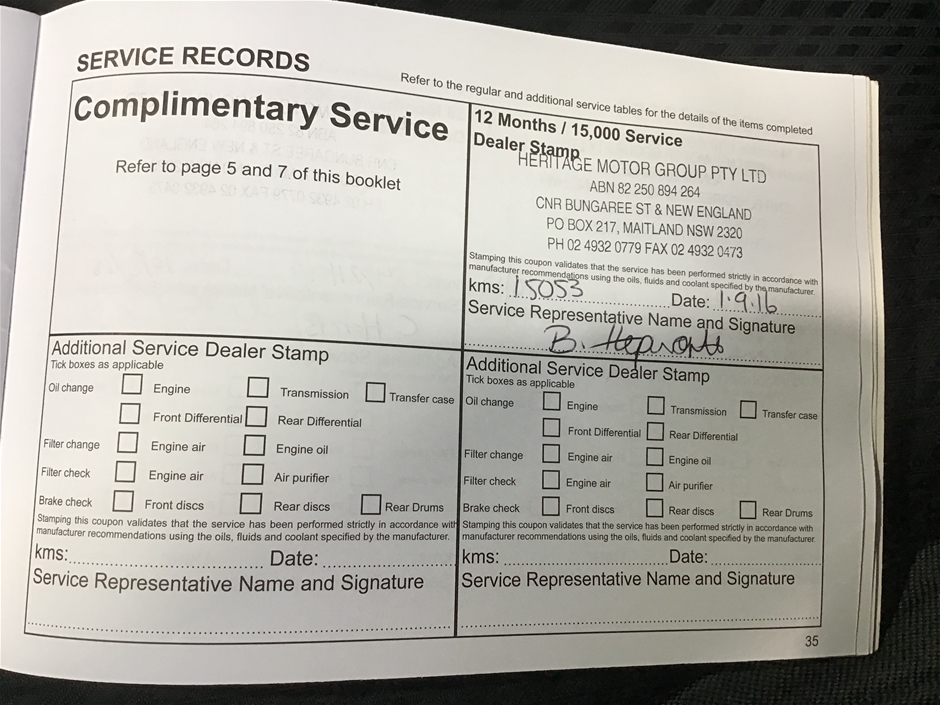 SERVICE RECORDS
Refer to the regular and additional service tables for the details of the items completed
Complimentary Service
Refer to page 5 and 7 of this booklet
12 Months / 15,000 Service
Dealer Stamp
HERITAGE MOTOR GROUP PTY LTD
ABN 82 250 894 264
CNR BUNGAREE ST & NEW ENGLAND
PO BOX 217, MAITLAND NSW 2320
PH 02 4932 0779 FAX 02 4932 0473
Stamping this coupon validates that the service has been performed strictly in accordance with
manufacturer recommendations using the oils, fluids and coolant specified by the manufacturer.
kms: 15053 Date: 1.9.16
Service Representative Name and Signature
B.
Additional Service Dealer Stamp
Tick boxes as applicable
Oil change Engine Transmission Transfer case
Front Differential Rear Differential
Filter change Engine air Engine oil
Filter check Engine air Air purifier
Brake check Front discs Rear discs Rear Drums
Stamping this coupon validates that the service has been performed strictly in accordance with
manufacturer recommendations using the oils, fluids and coolant specified by the manufacturer.
kms: Date:
Service Representative Name and Signature
Additional Service Dealer Stamp
Tick boxes as applicable
Oil change Engine Transmission Transfer case
Front Differential Rear Differential
Filter change Engine air Engine oil
Filter check Engine air Air purifier
Brake check Front discs Rear discs Rear Drums
Stamping this coupon validates that the service has been performed strictly in accordance with
manufacturer recommendations using the oils, fluids and coolant specified by the manufacturer.
kms: Date:
Service Representative Name and Signature
35